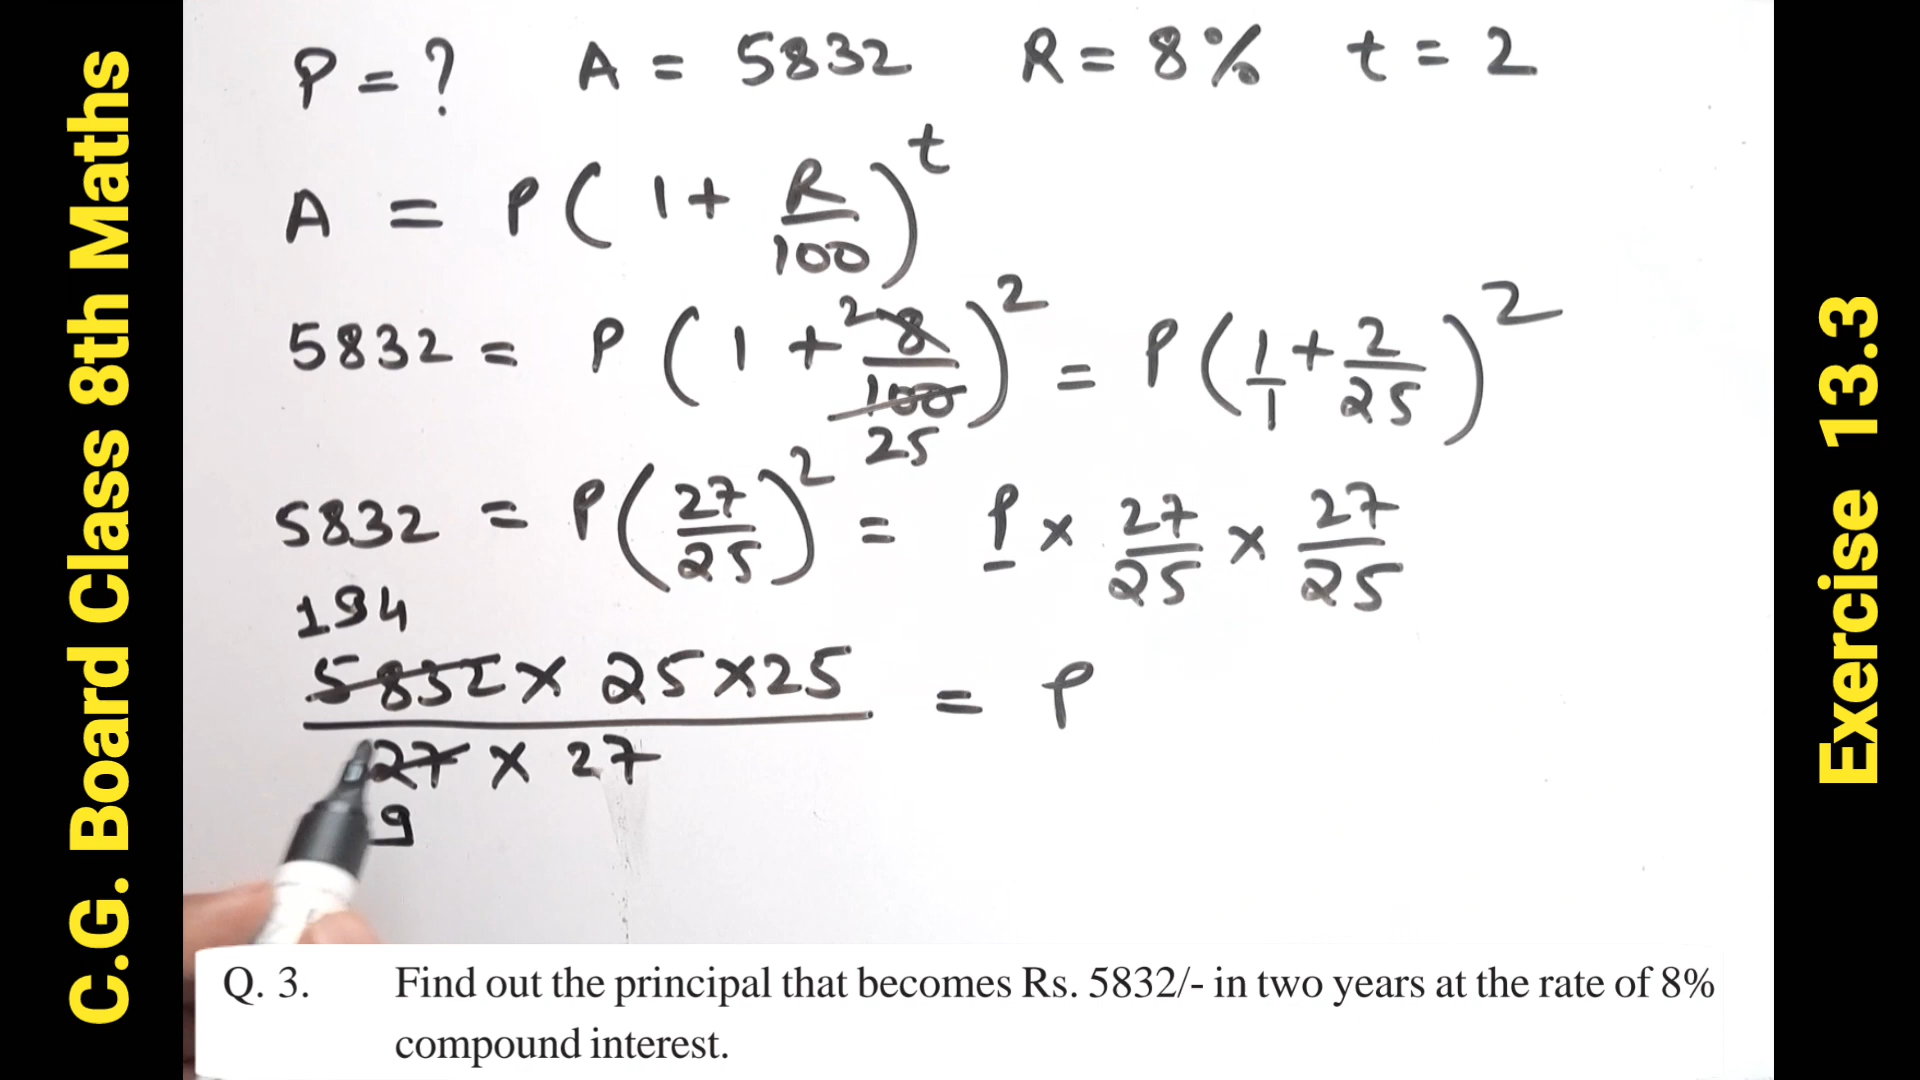 C.G. Board Class 8th Maths
P = ? A = 5832 R = 8% t = 2
A = P ( 1 + R/100 )^t
5832 = P ( 1 + 2 8/100 25 )^2 = P ( 1/1 + 2/25 )^2
5832 = P ( 27/25 )^2 = P × 27/25 × 27/25
194
5832 × 25 × 25 = P
27 × 27
9
Q. 3. Find out the principal that becomes Rs. 5832/- in two years at the rate of 8%
compound interest.
Exercise 13.3